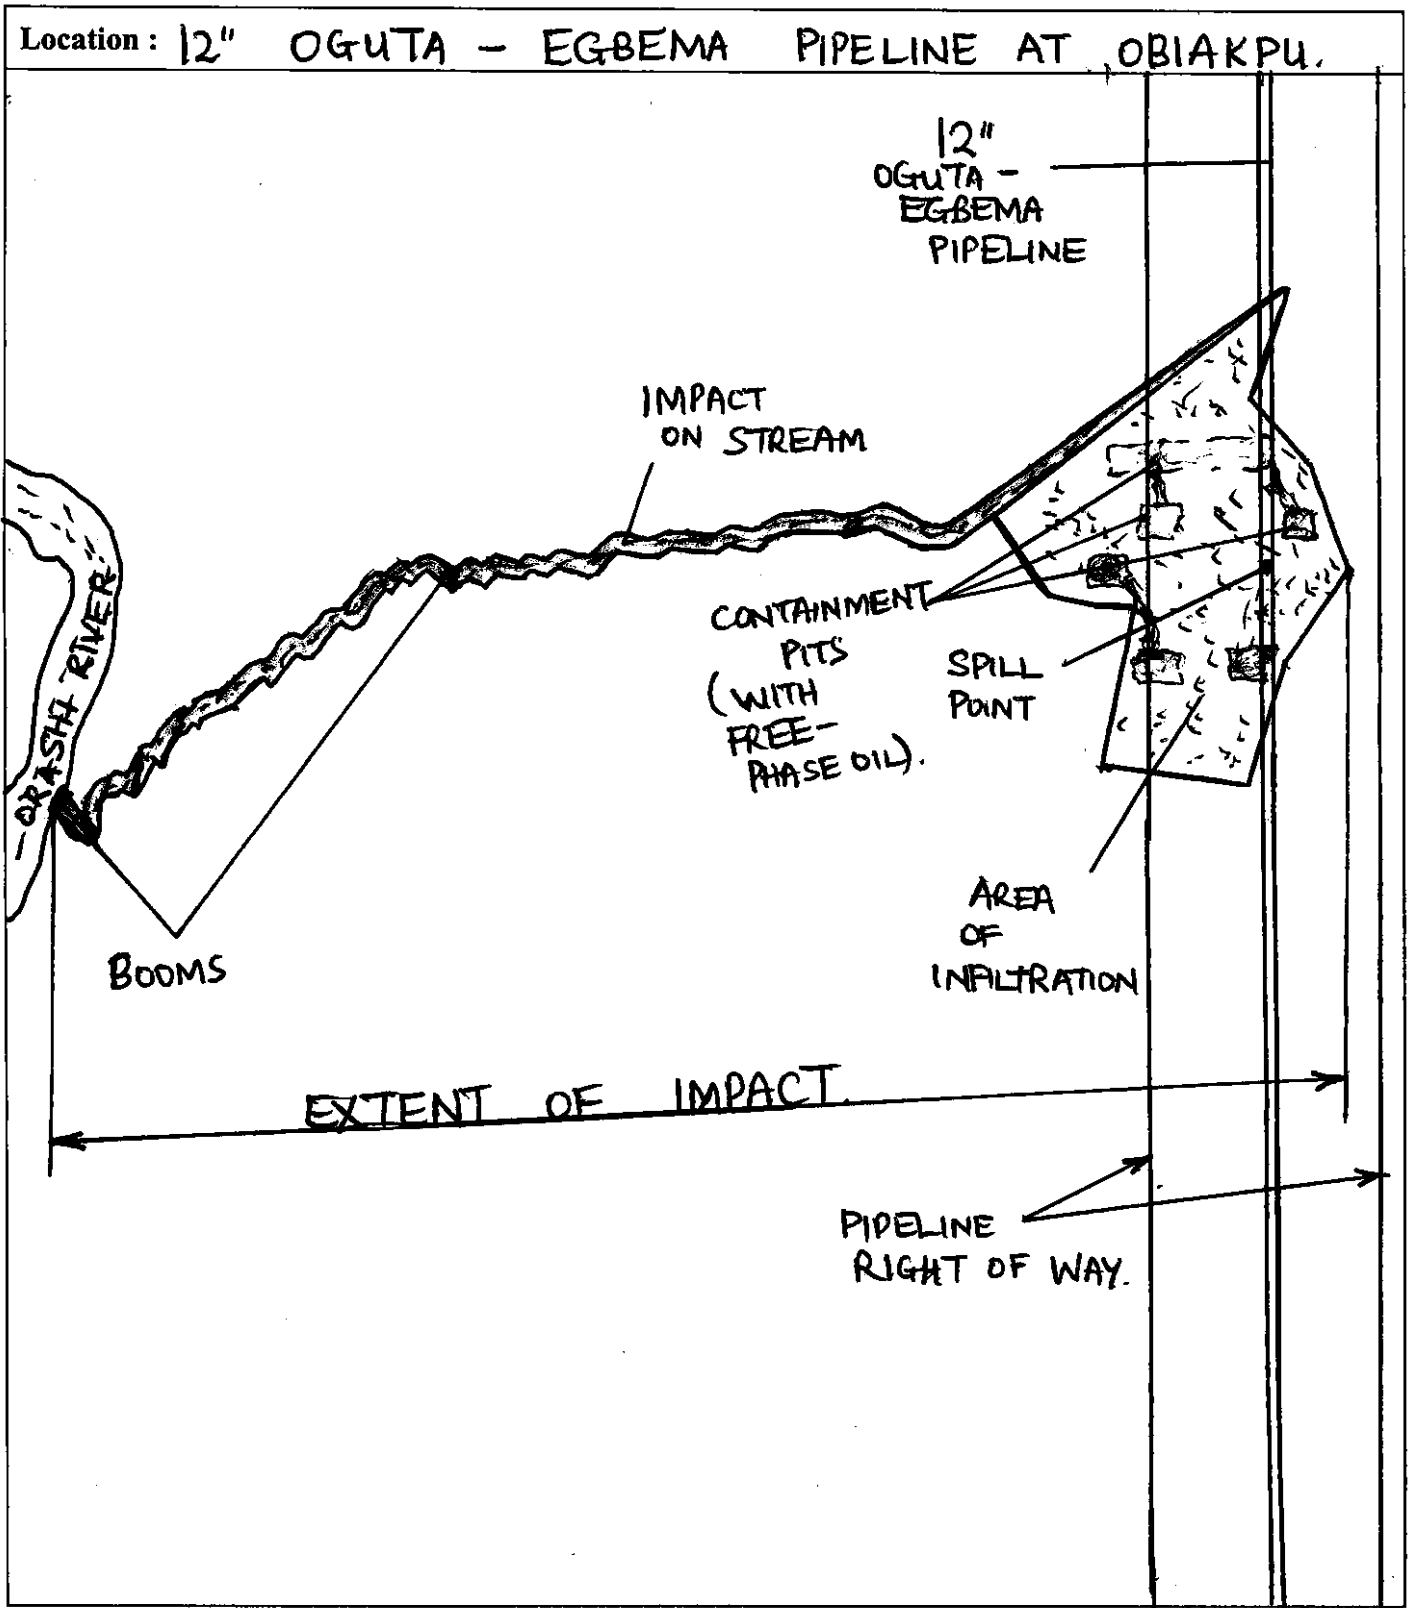 Location : 12" OGUTA - EGBEMA PIPELINE AT OBIAKPU.
12"
OGUTA -
EGBEMA
PIPELINE
IMPACT
ON STREAM
ORASHI RIVER
CONTAINMENT
PITS
(WITH
FREE-
PHASE OIL).
SPILL
POINT
AREA
OF
INFILTRATION
BOOMS
EXTENT OF IMPACT.
PIPELINE
RIGHT OF WAY.